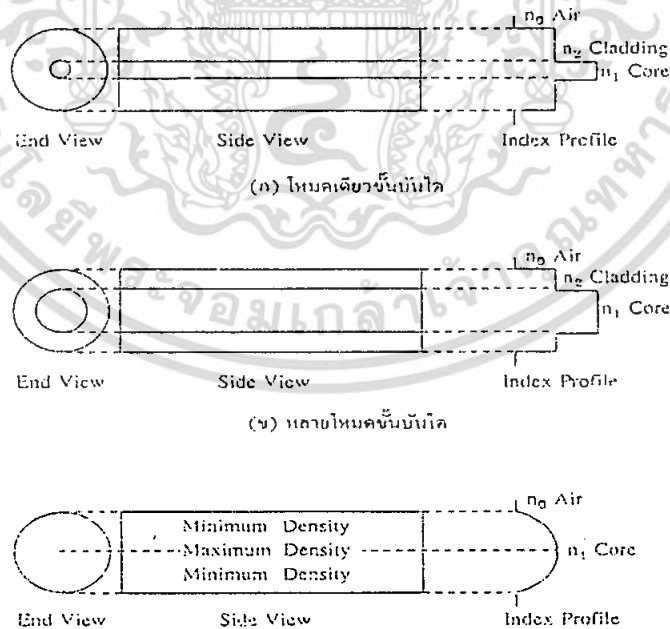 n₀ Air
n₂ Cladding
n₁ Core
End View Side View Index Profile
(ก) โหมดเดียวขั้นบันได
n₀ Air
n₂ Cladding
n₁ Core
End View Side View Index Profile
(ข) หลายโหมดขั้นบันได
n₀ Air
Minimum Density
Maximum Density n₁ Core
Minimum Density
End View Side View Index Profile